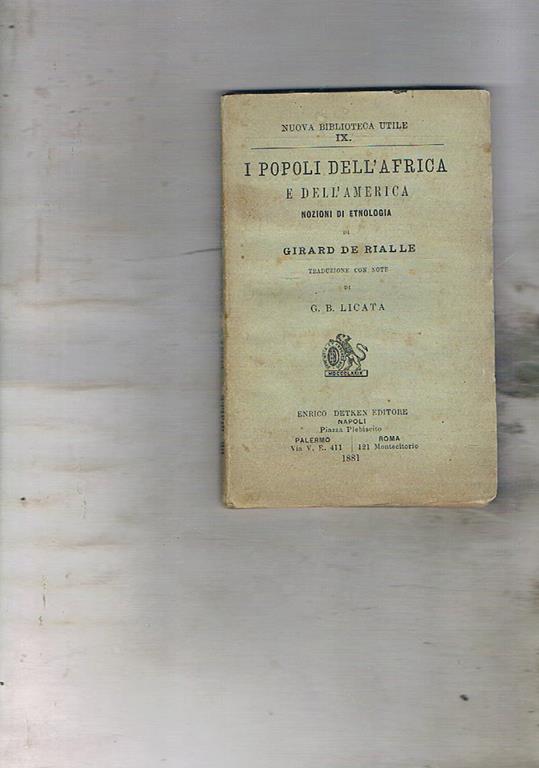 NUOVA BIBLIOTECA UTILE
IX.
I POPOLI DELL'AFRICA
E DELL'AMERICA
NOZIONI DI ETNOLOGIA
DI
GIRARD DE RIALLE
TRADUZIONE CON NOTE
DI
G. B. LICATA
ENRICO DETKEN EDITORE
NAPOLI
Piazza Plebiscito
PALERMO ROMA
Via V. E. 411 121 Montecitorio
1881